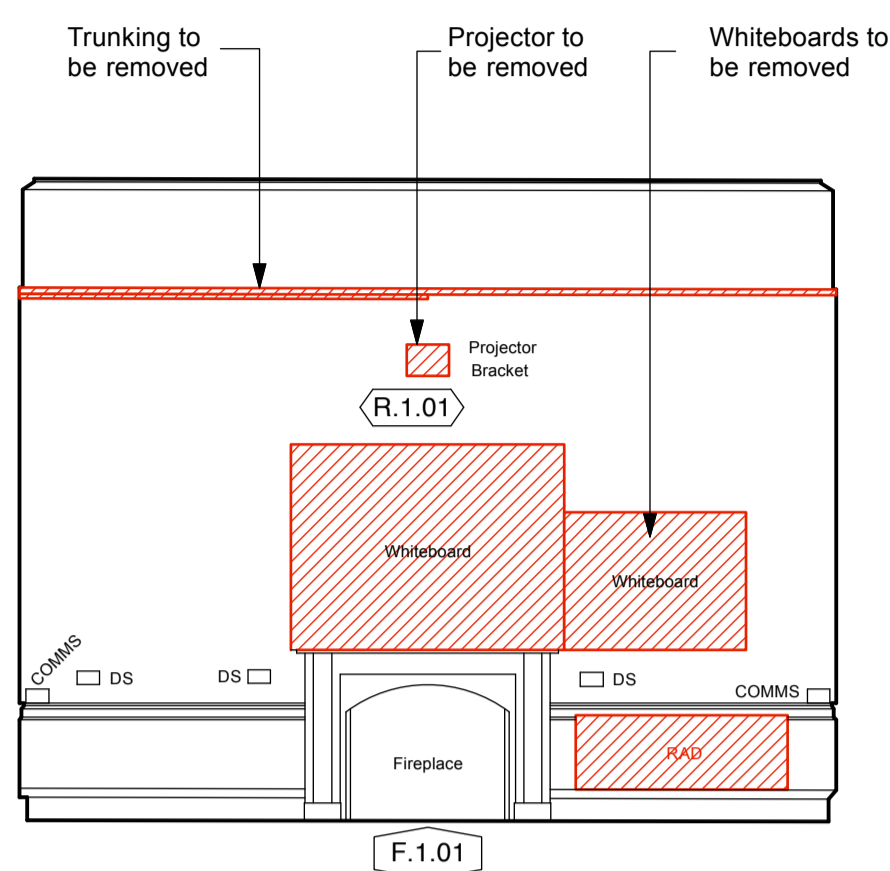 Trunking to
be removed
Projector to
be removed
Whiteboards to
be removed
Projector
Bracket
R.1.01
Whiteboard
Whiteboard
COMMS
DS
DS
DS
COMMS
RAD
Fireplace
F.1.01